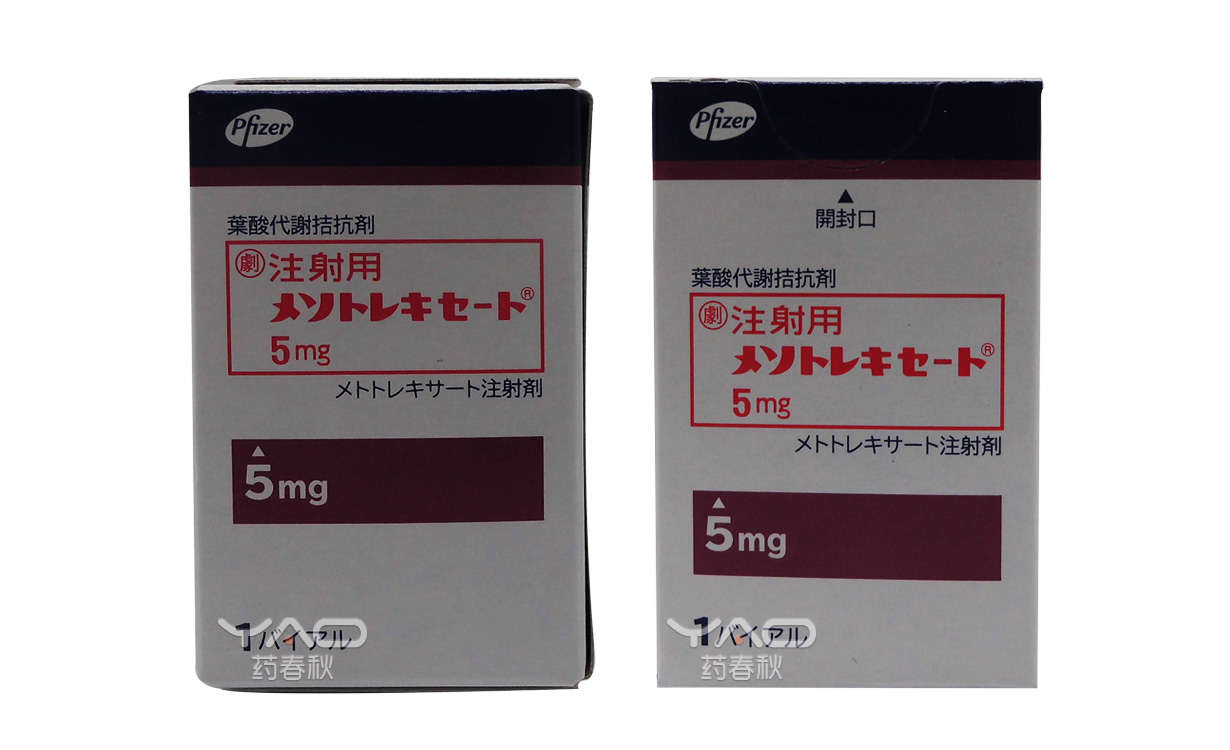 Pfizer
葉酸代謝拮抗剤
劇 注射用
メソトレキセート®
5mg
メトトレキサート注射剤
▲
5mg
1バイアル
YAO
药春秋
Pfizer
▲
開封口
葉酸代謝拮抗剤
劇 注射用
メソトレキセート®
5mg
メトトレキサート注射剤
▲
5mg
1バイアル
YAO
药春秋